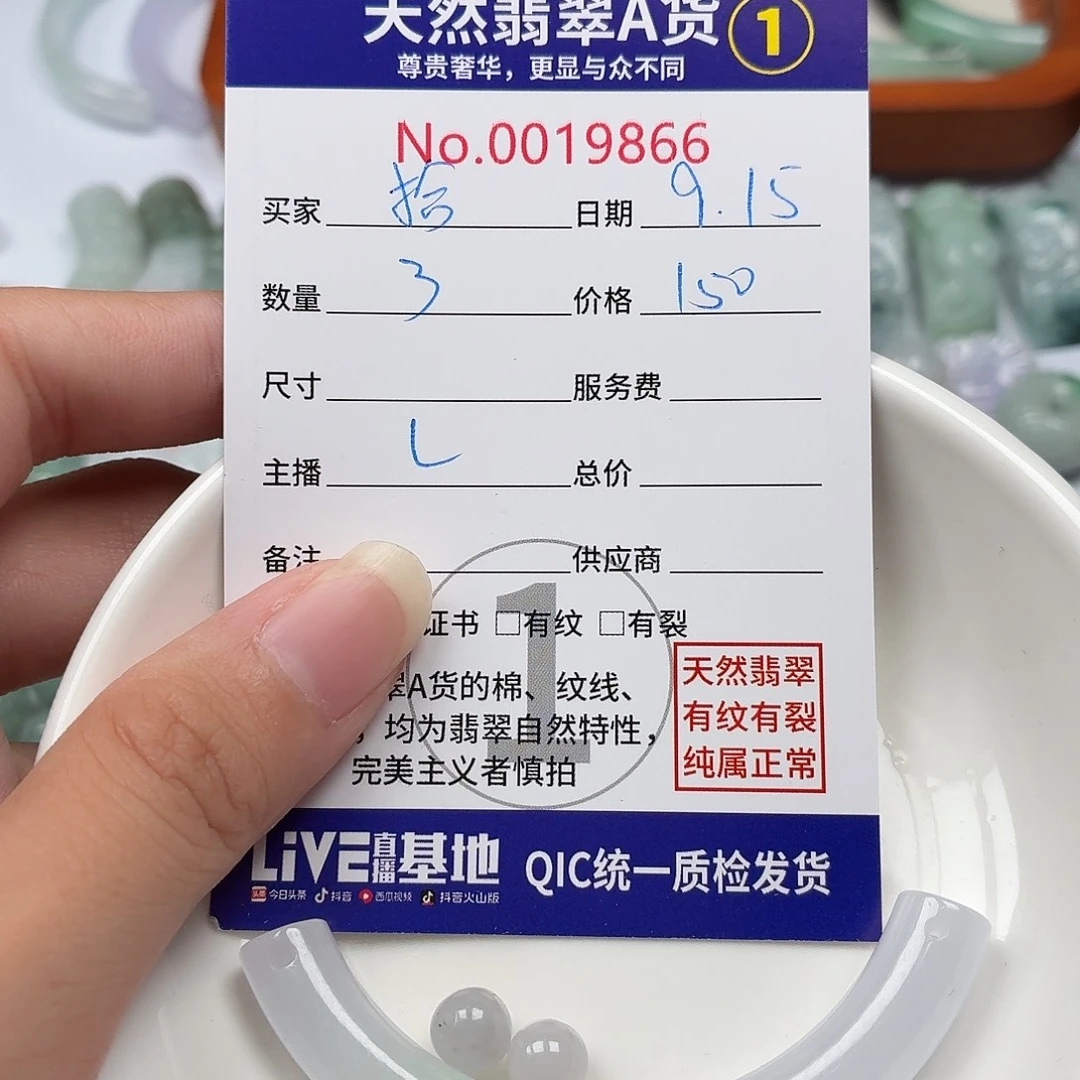 天然翡翠A货 1
尊贵奢华，更显与众不同
No.0019866
买家 拾 日期 9.15
数量 3 价格 150
尺寸 服务费
主播 L 总价
备注 供应商
证书 □有纹 □有裂
翠A货的棉、纹线、
，均为翡翠自然特性，
完美主义者慎拍
1
天然翡翠
有纹有裂
纯属正常
LiVE直播基地 QIC统一质检发货
头条 今日头条 抖音 西瓜视频 抖音火山版